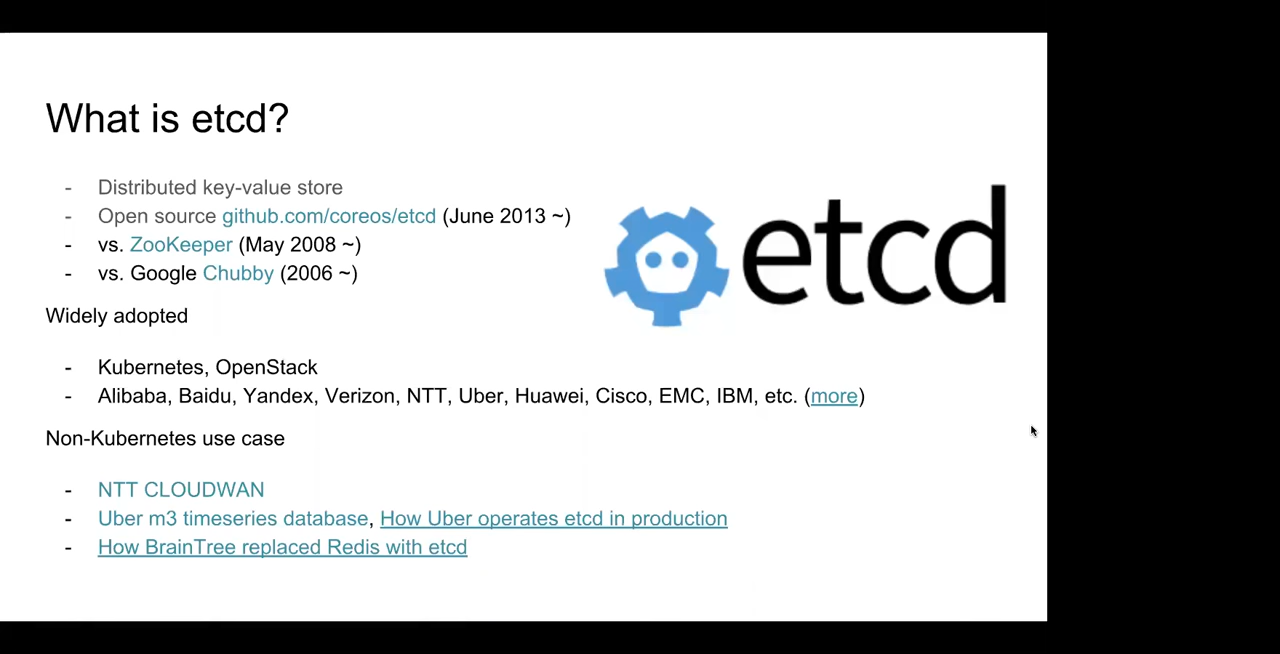 What is etcd?
- Distributed key-value store
- Open source github.com/coreos/etcd (June 2013 ~)
- vs. ZooKeeper (May 2008 ~)
- vs. Google Chubby (2006 ~)
etcd
Widely adopted
- Kubernetes, OpenStack
- Alibaba, Baidu, Yandex, Verizon, NTT, Uber, Huawei, Cisco, EMC, IBM, etc. (more)
Non-Kubernetes use case
- NTT CLOUDWAN
- Uber m3 timeseries database, How Uber operates etcd in production
- How BrainTree replaced Redis with etcd